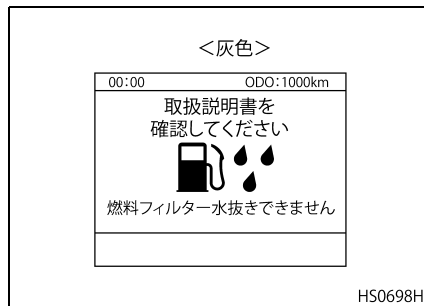 ＜灰色＞
00:00 ODO:1000km
取扱説明書を
確認してください
燃料フィルター水抜きできません
HS0698H